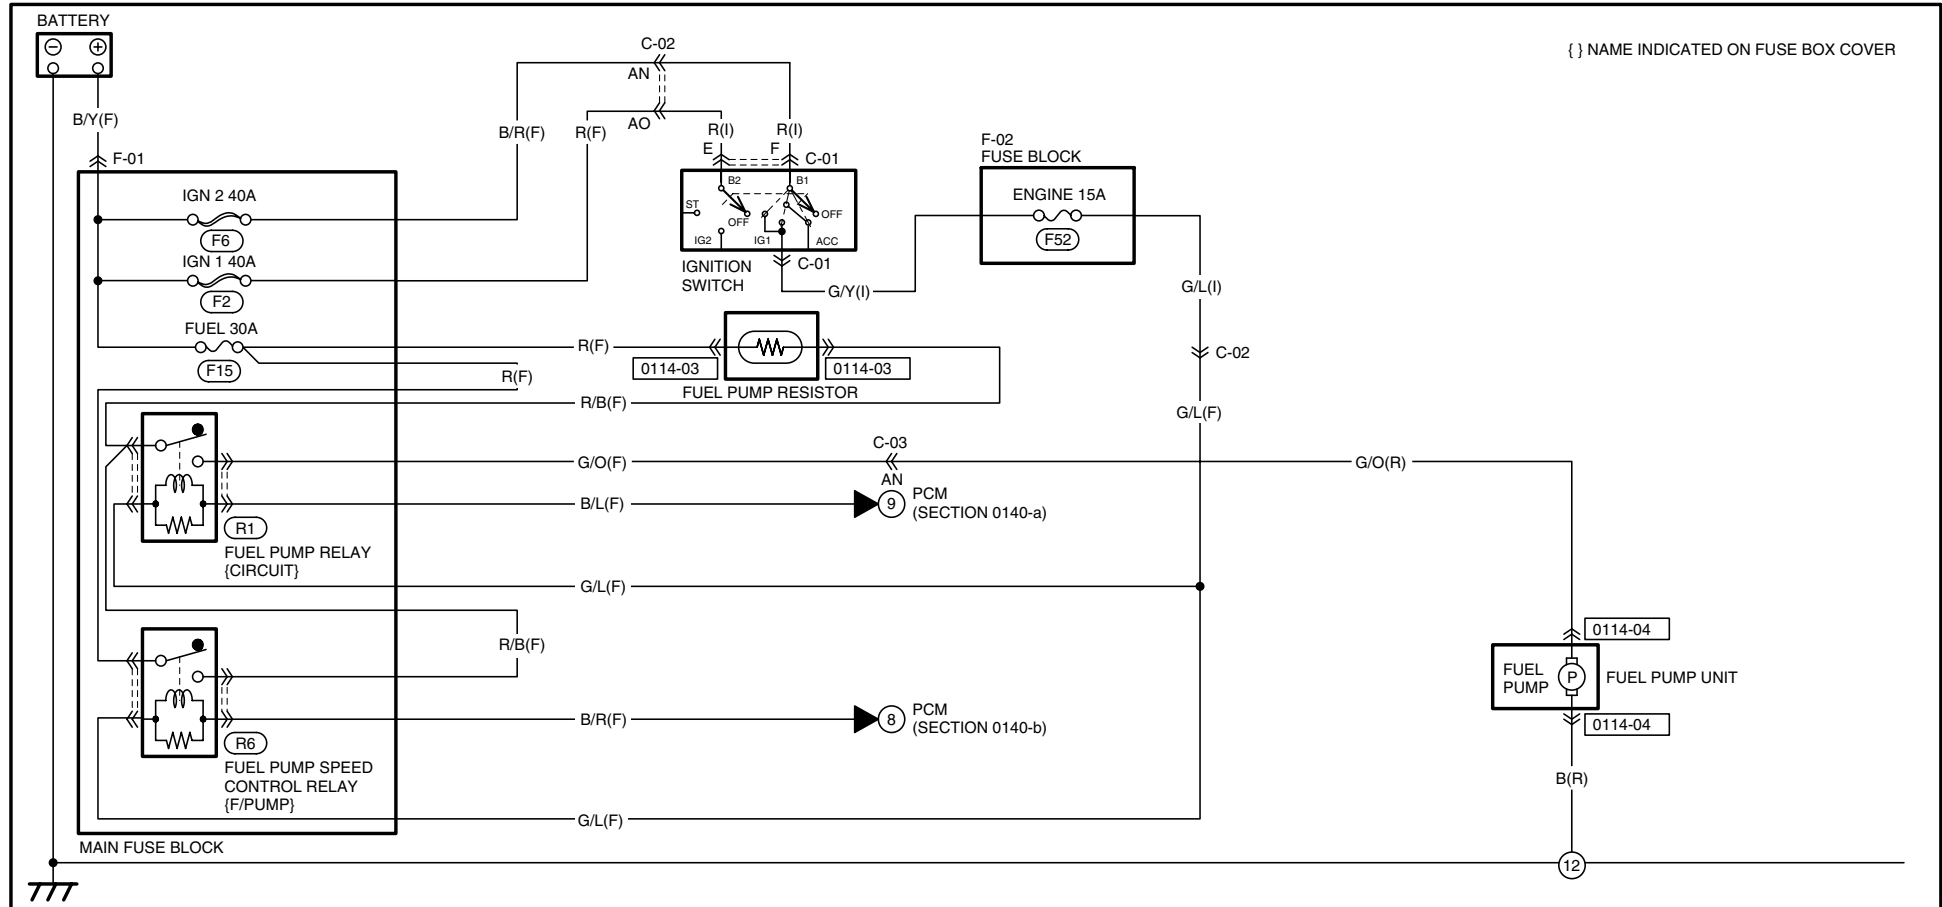 BATTERY
C-02
{ } NAME INDICATED ON FUSE BOX COVER
AN
B/Y(F)
B/R(F)
R(F)
AO
R(I)
R(I)
E
F
C-01
F-01
F-02
FUSE BLOCK
IGN 2 40A
F6
B2
B1
ST
OFF
OFF
IG2
IG1
ACC
ENGINE 15A
F52
IGN 1 40A
F2
IGNITION
SWITCH
C-01
G/Y(I)
G/L(I)
FUEL 30A
F15
R(F)
R(F)
0114-03
0114-03
FUEL PUMP RESISTOR
C-02
R/B(F)
G/L(F)
C-03
G/O(F)
AN
G/O(R)
B/L(F)
9
PCM
(SECTION 0140-a)
R1
FUEL PUMP RELAY
{CIRCUIT}
G/L(F)
R/B(F)
0114-04
FUEL
PUMP
P
FUEL PUMP UNIT
0114-04
B/R(F)
8
PCM
(SECTION 0140-b)
R6
FUEL PUMP SPEED
CONTROL RELAY
{F/PUMP}
B(R)
G/L(F)
MAIN FUSE BLOCK
12